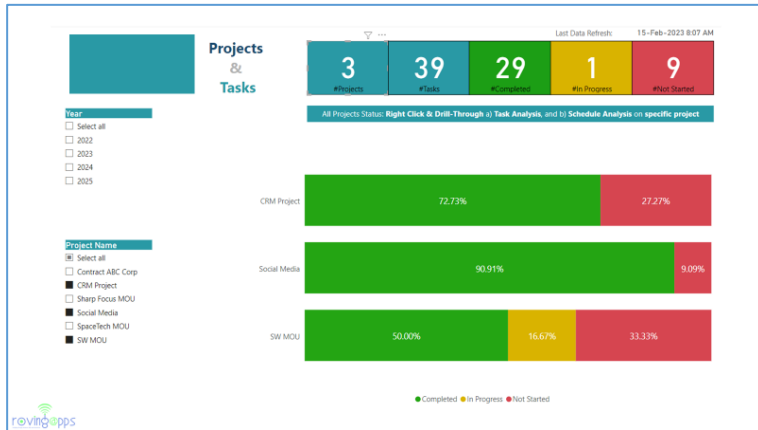 Last Data Refresh: 15-Feb-2023 8:07 AM
Projects
&
Tasks
3
#Projects
39
#Tasks
29
#Completed
1
#In Progress
9
#Not Started
All Projects Status: Right Click & Drill-Through a) Task Analysis, and b) Schedule Analysis on specific project
Year
Select all
2022
2023
2024
2025
Project Name
Select all
Contract ABC Corp
CRM Project
Sharp Focus MOU
Social Media
SpaceTech MOU
SW MOU
CRM Project 72.73% 27.27%
Social Media 90.91% 9.09%
SW MOU 50.00% 16.67% 33.33%
Completed In Progress Not Started
rovingapps